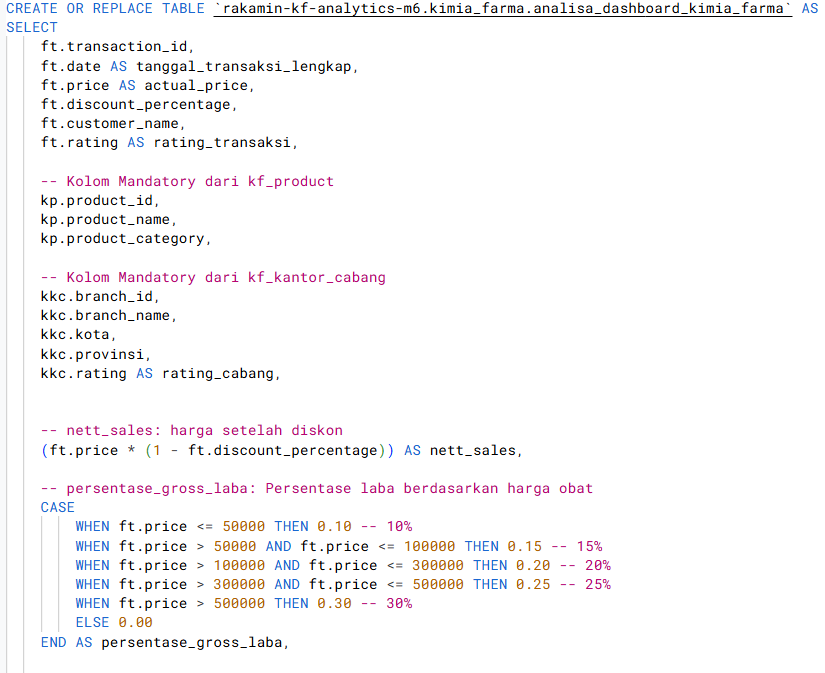 CREATE OR REPLACE TABLE `rakamin-kf-analytics-m6.kimia_farma.analisa_dashboard_kimia_farma` AS
SELECT
ft.transaction_id,
ft.date AS tanggal_transaksi_lengkap,
ft.price AS actual_price,
ft.discount_percentage,
ft.customer_name,
ft.rating AS rating_transaksi,
-- Kolom Mandatory dari kf_product
kp.product_id,
kp.product_name,
kp.product_category,
-- Kolom Mandatory dari kf_kantor_cabang
kkc.branch_id,
kkc.branch_name,
kkc.kota,
kkc.provinsi,
kkc.rating AS rating_cabang,
-- nett_sales: harga setelah diskon
(ft.price * (1 - ft.discount_percentage)) AS nett_sales,
-- persentase_gross_laba: Persentase laba berdasarkan harga obat
CASE
WHEN ft.price <= 50000 THEN 0.10 -- 10%
WHEN ft.price > 50000 AND ft.price <= 100000 THEN 0.15 -- 15%
WHEN ft.price > 100000 AND ft.price <= 300000 THEN 0.20 -- 20%
WHEN ft.price > 300000 AND ft.price <= 500000 THEN 0.25 -- 25%
WHEN ft.price > 500000 THEN 0.30 -- 30%
ELSE 0.00
END AS persentase_gross_laba,